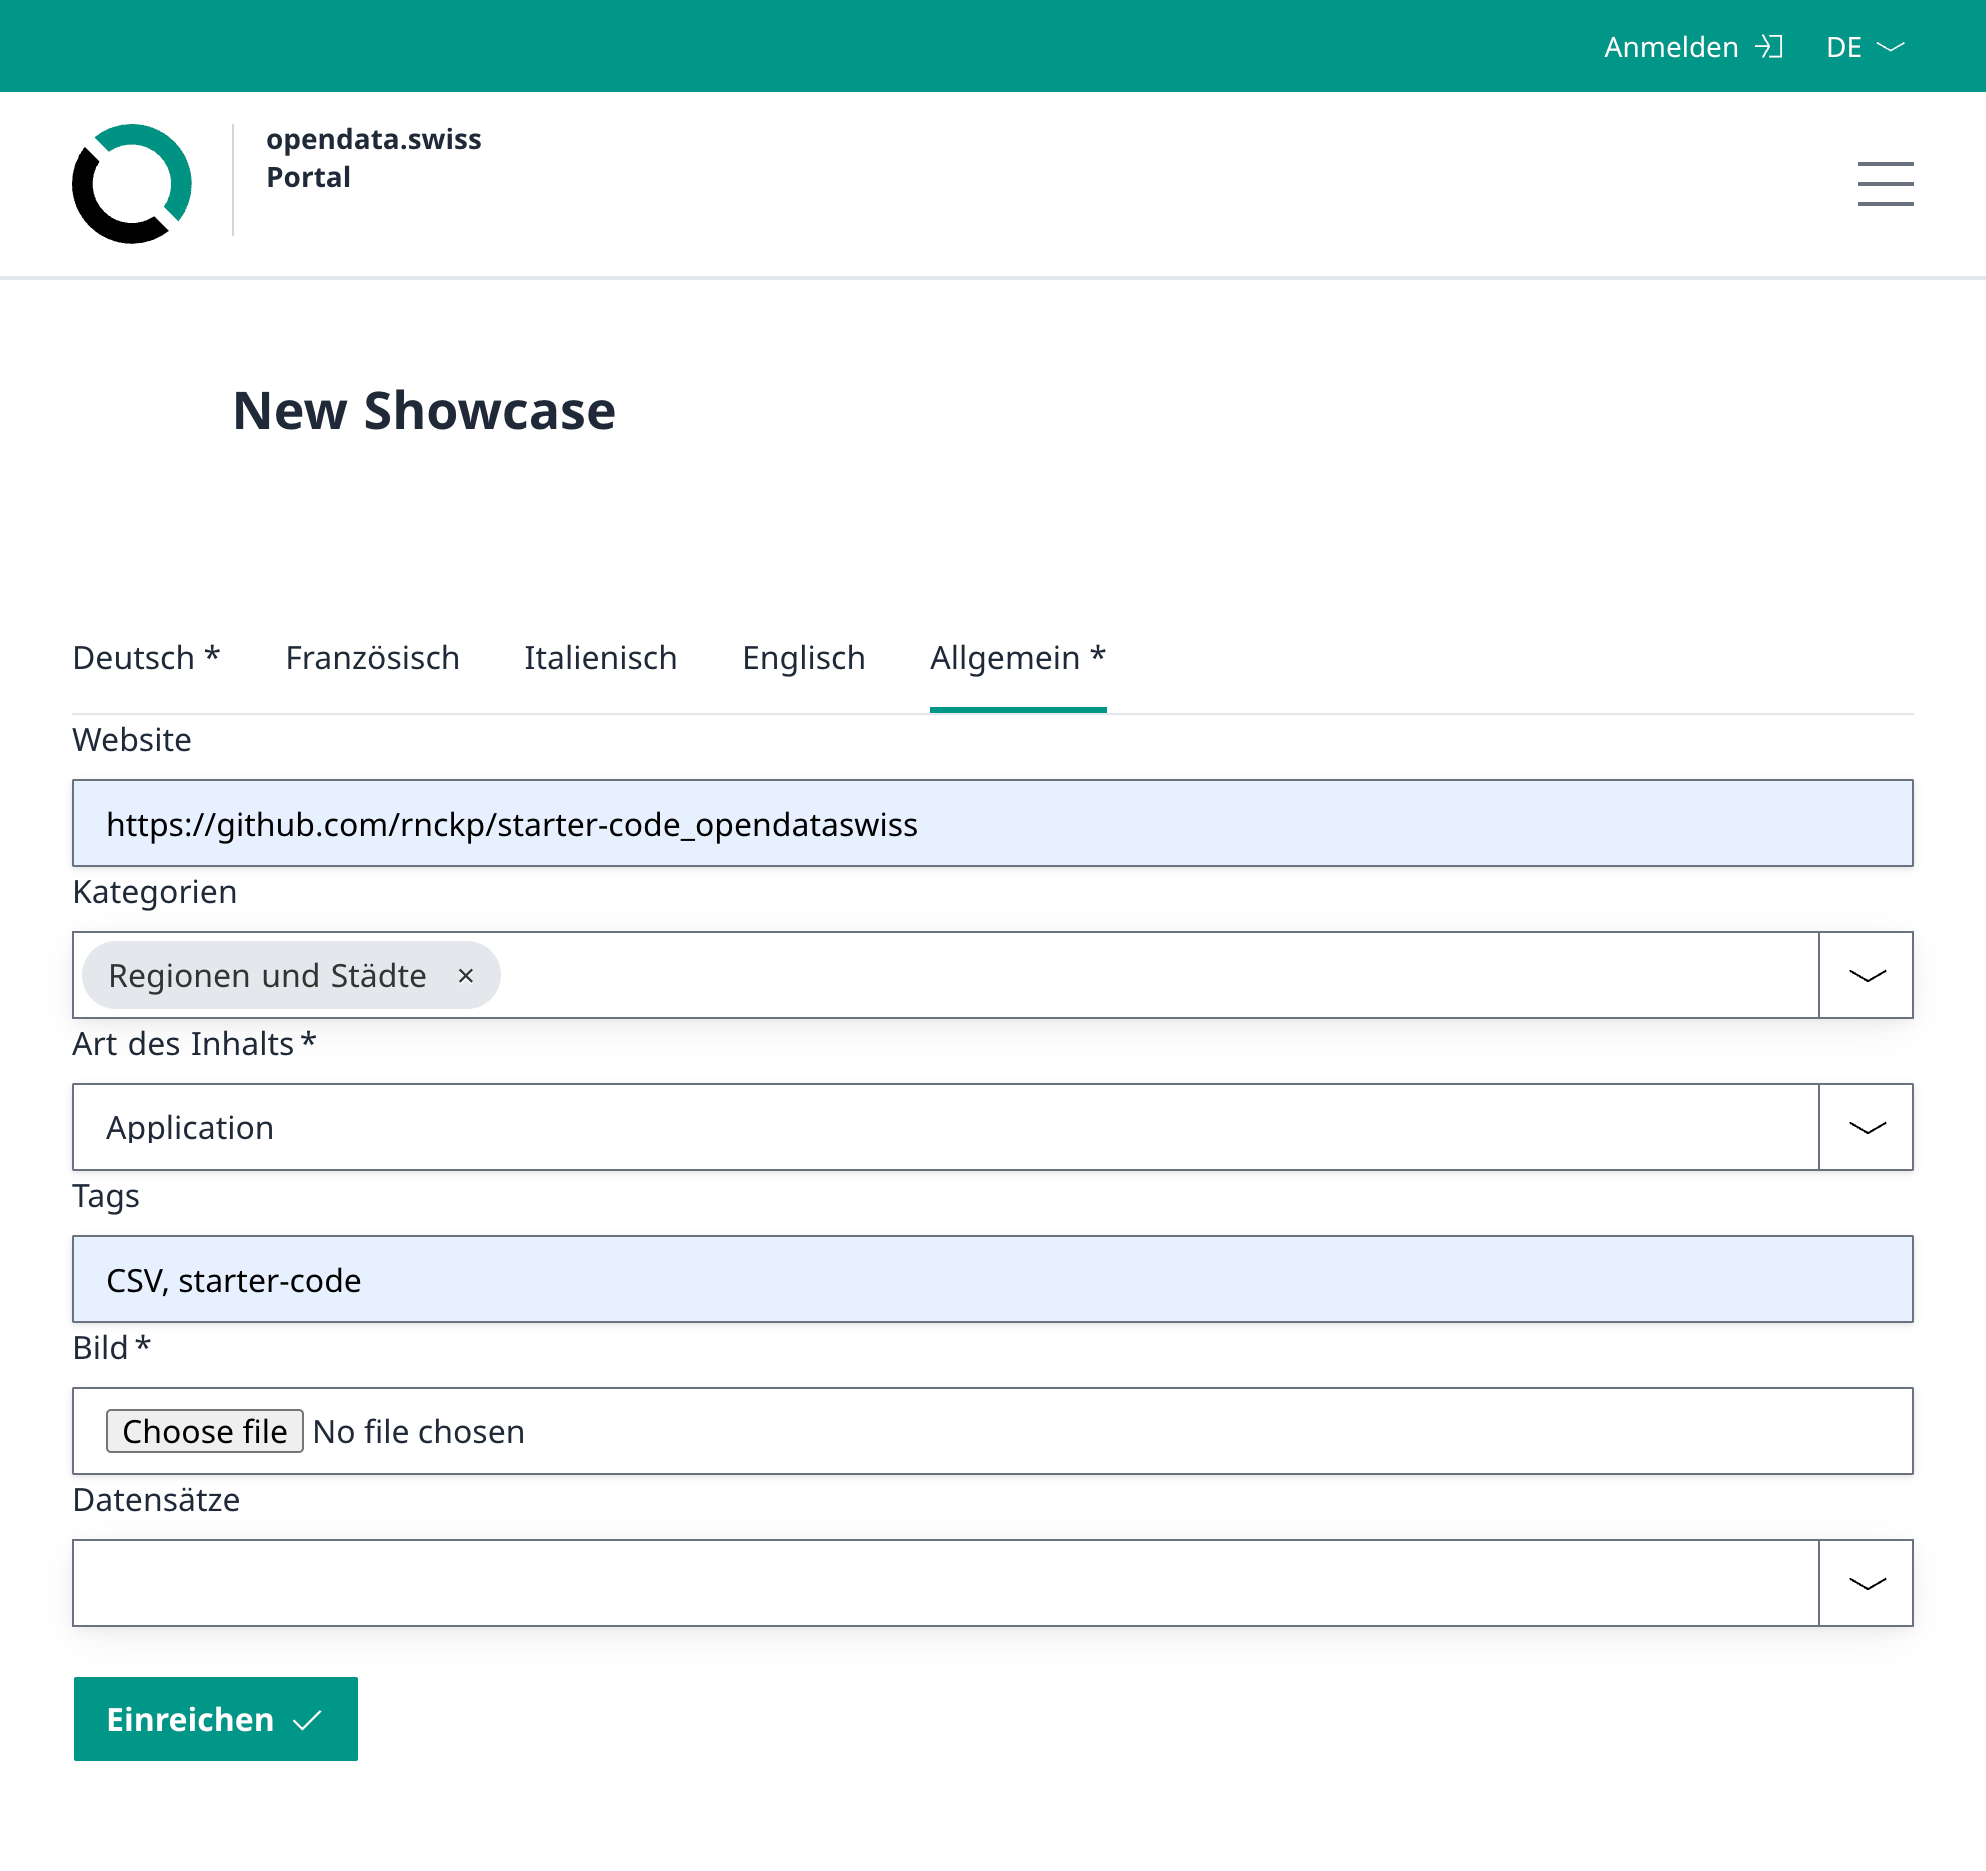 Anmelden DE
opendata.swiss
Portal
New Showcase
Deutsch * Französisch Italienisch Englisch Allgemein *
Website
https://github.com/rnckp/starter-code_opendataswiss
Kategorien
Regionen und Städte ×
Art des Inhalts *
Application
Tags
CSV, starter-code
Bild *
Choose file No file chosen
Datensätze
Einreichen